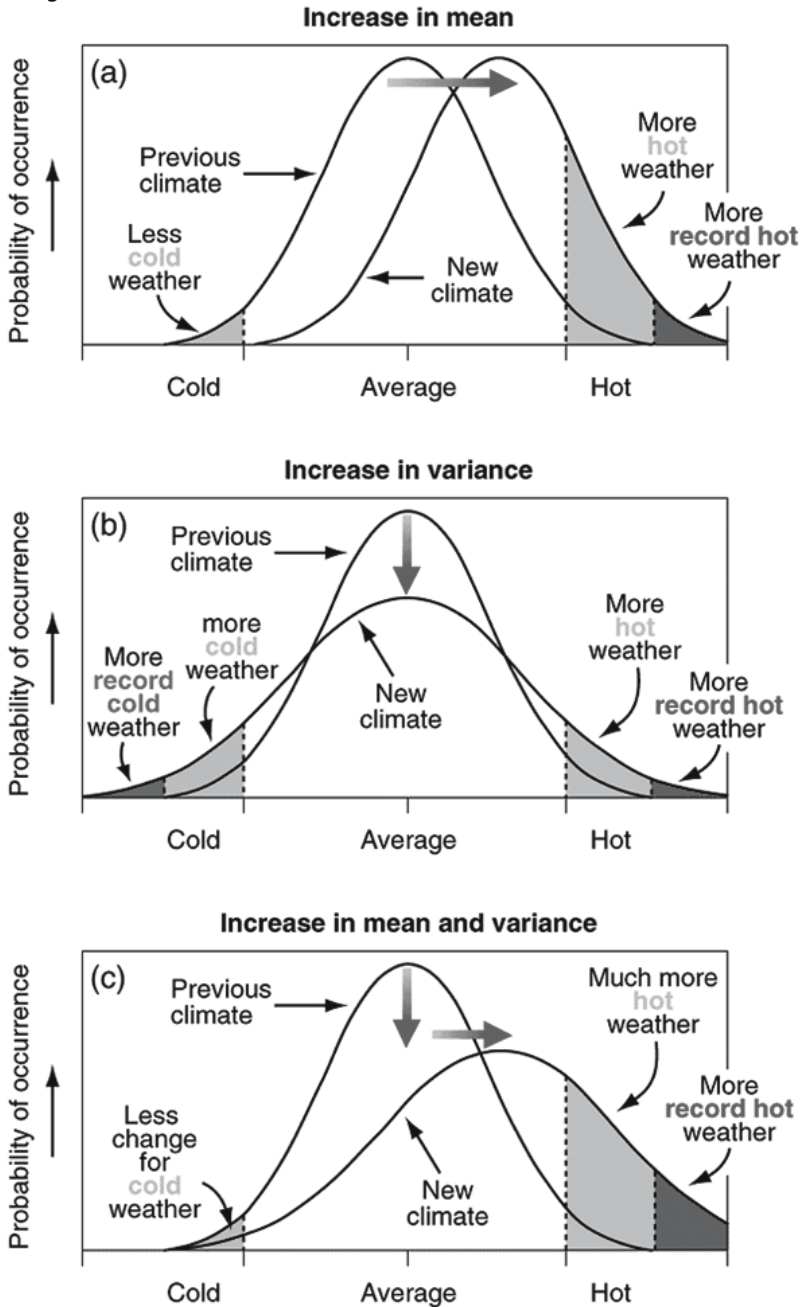 Increase in mean
(a)
Probability of occurrence
Previous
climate
Less
cold
weather
New
climate
More
hot
weather
More
record hot
weather
Cold
Average
Hot
Increase in variance
(b)
Probability of occurrence
Previous
climate
more
cold
weather
More
record
cold
weather
New
climate
More
hot
weather
More
record hot
weather
Cold
Average
Hot
Increase in mean and variance
(c)
Probability of occurrence
Previous
climate
Less
change
for
cold
weather
New
climate
Much more
hot
weather
More
record hot
weather
Cold
Average
Hot